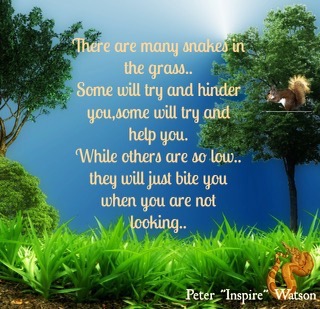 There are many snakes in
the grass..
Some will try and hinder
you,some will try and
help you.
While others are so low..
they will just bite you
when you are not
looking..
Peter "Inspire" Watson